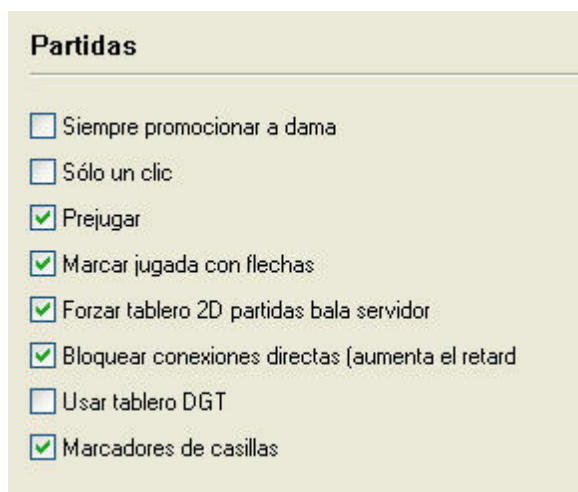 Partidas
Siempre promocionar a dama
Sólo un clic
Prejugar
Marcar jugada con flechas
Forzar tablero 2D partidas bala servidor
Bloquear conexiones directas (aumenta el retard
Usar tablero DGT
Marcadores de casillas